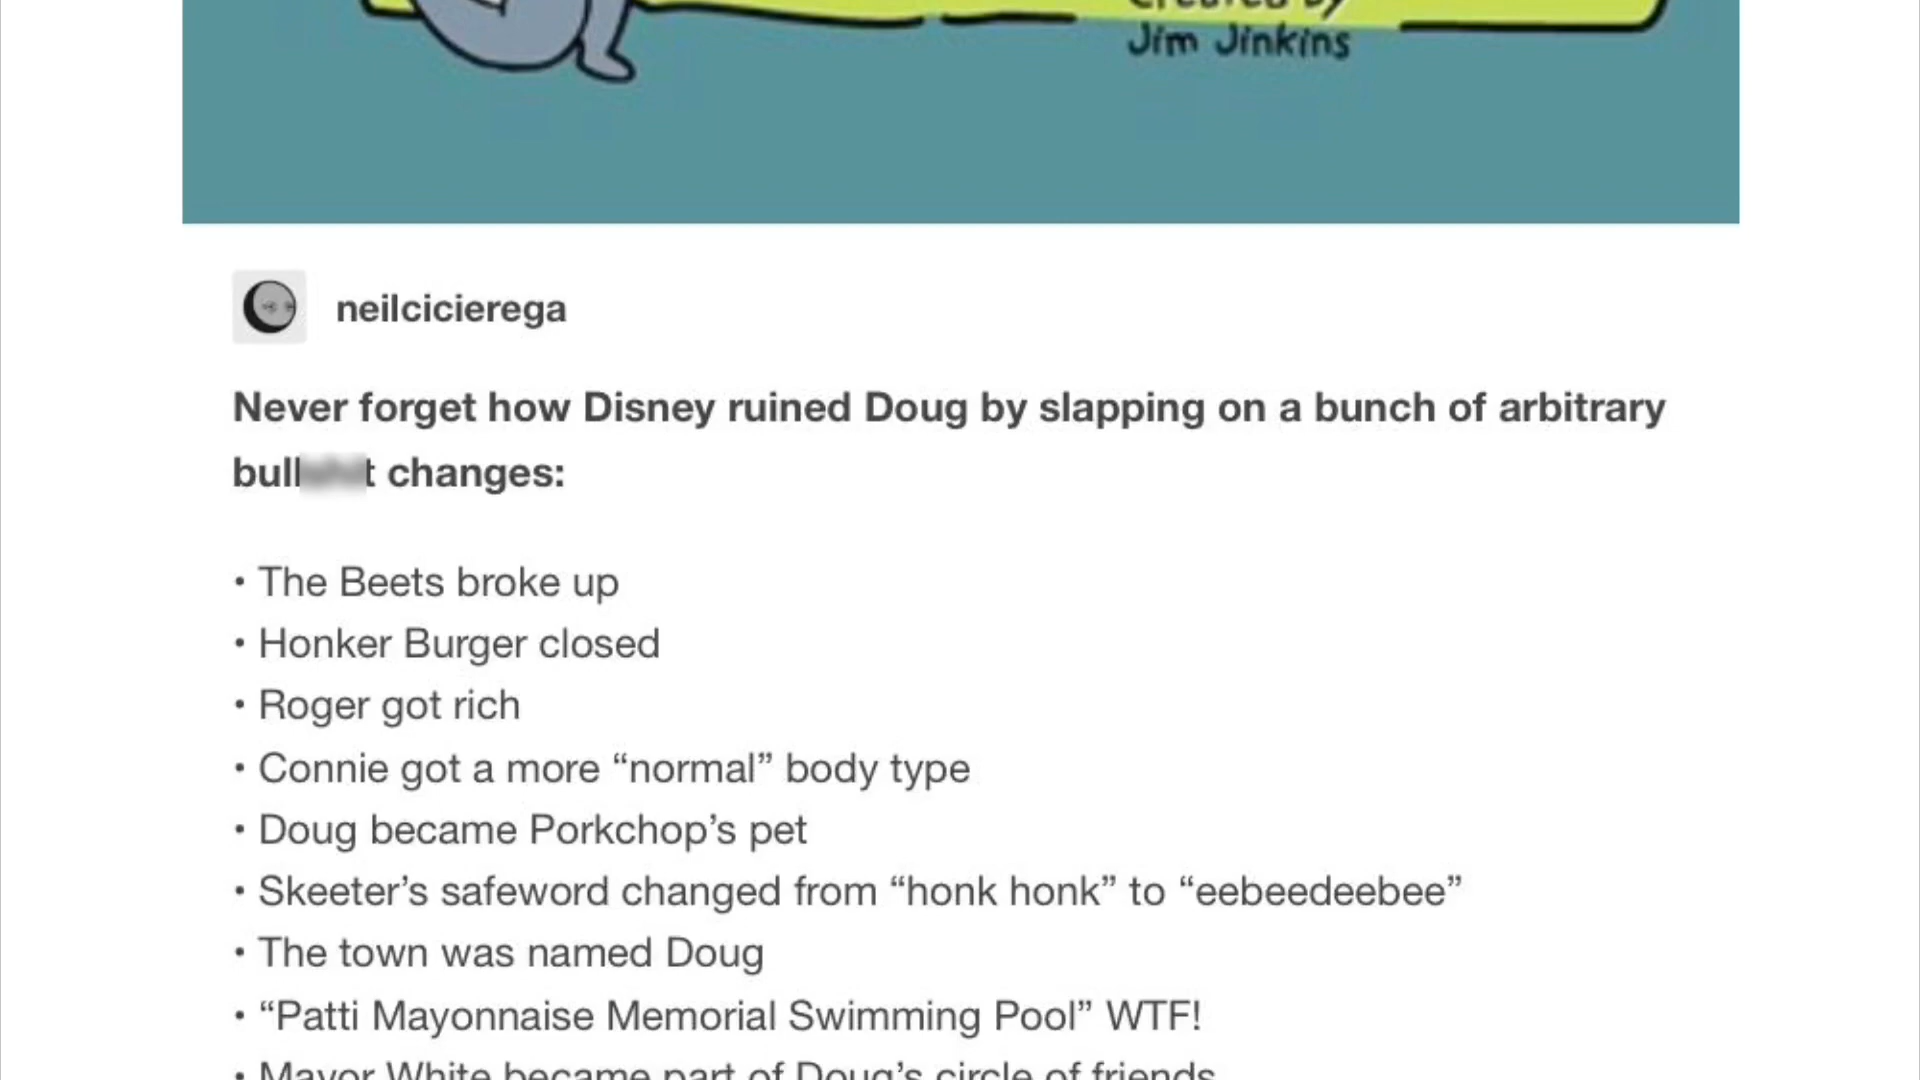 Created by
Jim Jinkins
neilcicierega
Never forget how Disney ruined Doug by slapping on a bunch of arbitrary
bull t changes:
• The Beets broke up
• Honker Burger closed
• Roger got rich
• Connie got a more “normal” body type
• Doug became Porkchop’s pet
• Skeeter’s safeword changed from “honk honk” to “eebeedeebee”
• The town was named Doug
• “Patti Mayonnaise Memorial Swimming Pool” WTF!
• Mayor White became part of Doug’s circle of friends